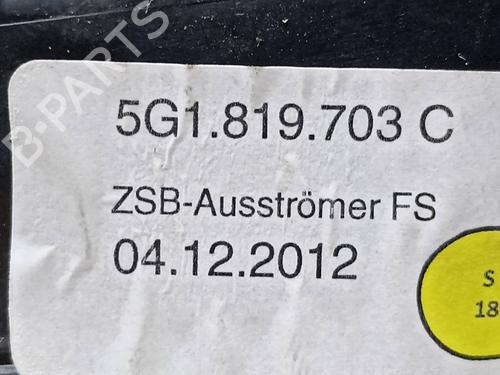 B-PARTS
5G1.819.703 C
ZSB-Ausströmer FS
04.12.2012
S
18